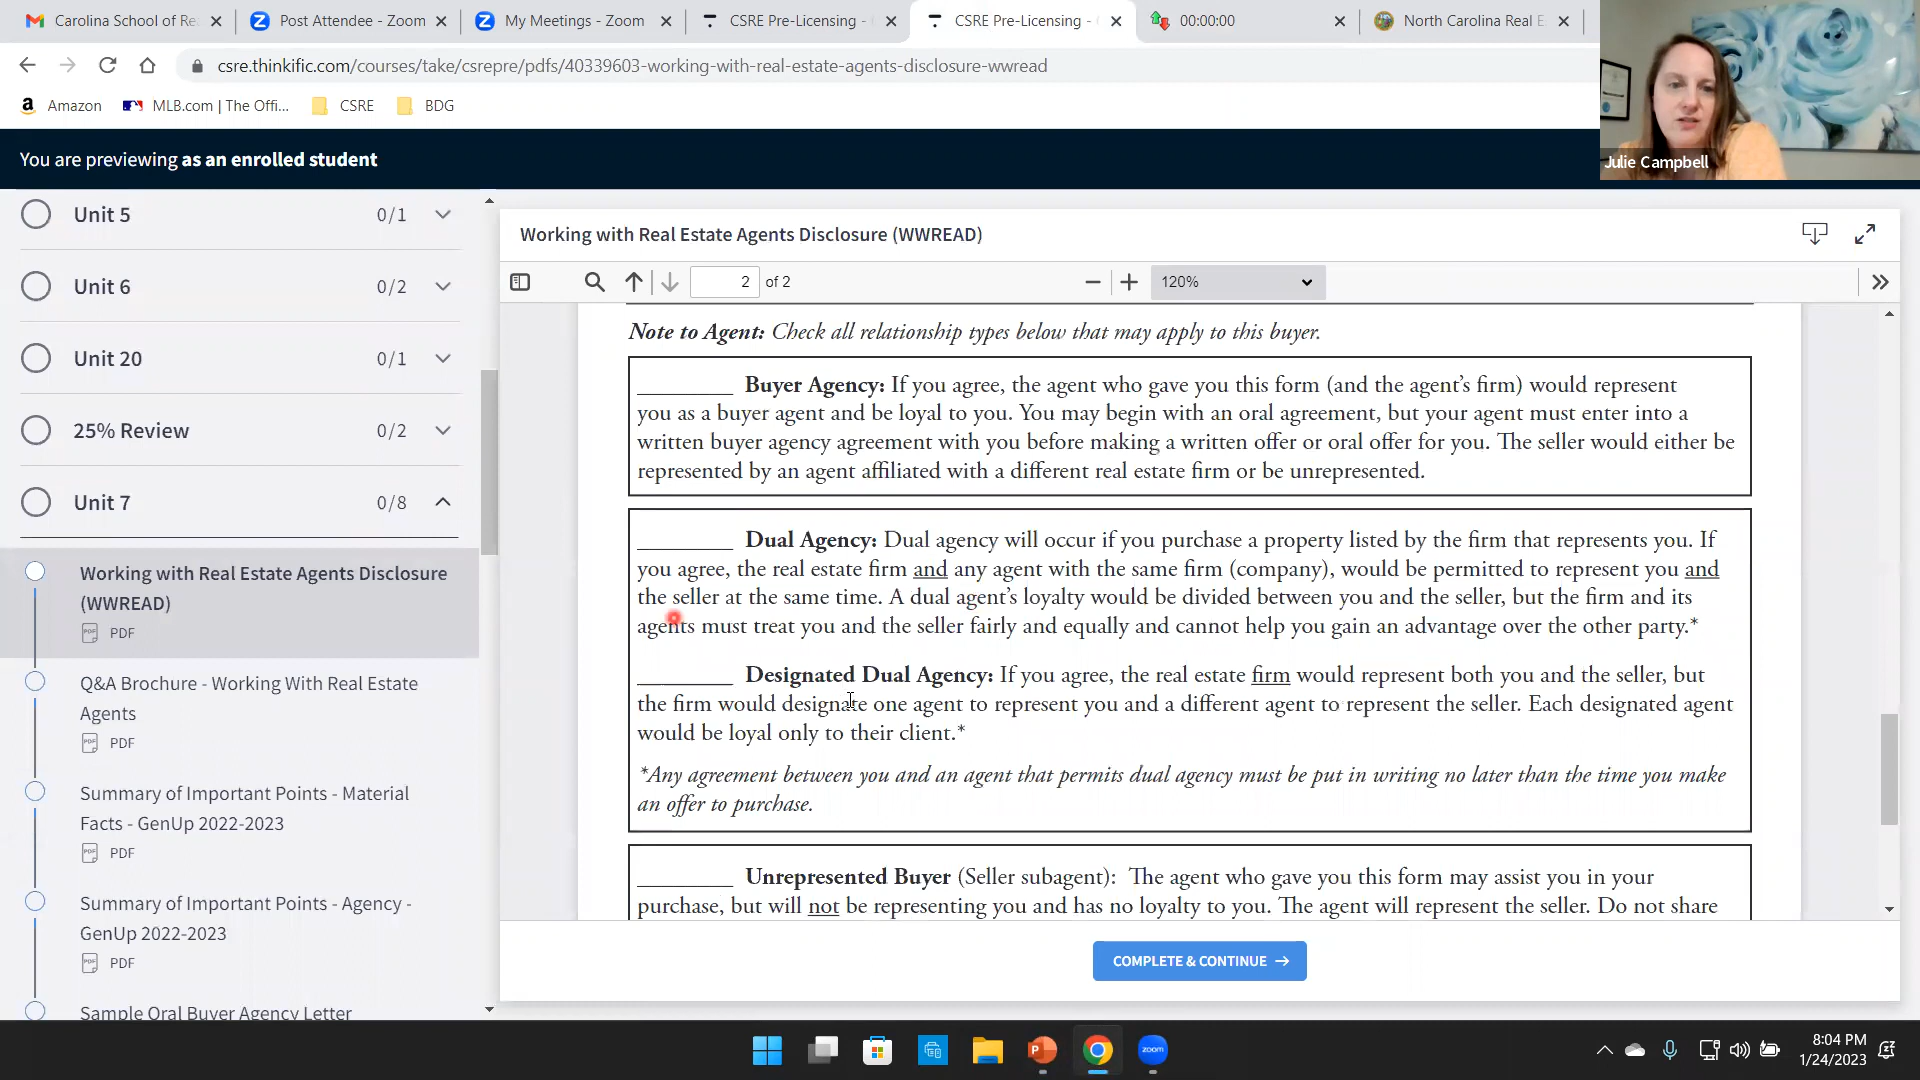 Carolina School of Re
Post Attendee - Zoom
My Meetings - Zoom
CSRE Pre-Licensing -
CSRE Pre-Licensing -
00:00:00
North Carolina Real E
csre.thinkific.com/courses/take/csrepre/pdfs/40339603-working-with-real-estate-agents-disclosure-wwread
Amazon
MLB.com | The Offi...
CSRE
BDG
Julie Campbell
You are previewing as an enrolled student
Unit 5 0/1
Unit 6 0/2
Unit 20 0/1
25% Review 0/2
Unit 7 0/8
Working with Real Estate Agents Disclosure
(WWREAD)
PDF
Q&A Brochure - Working With Real Estate
Agents
PDF
Summary of Important Points - Material
Facts - GenUp 2022-2023
PDF
Summary of Important Points - Agency -
GenUp 2022-2023
PDF
Sample Oral Buyer Agency Letter
Working with Real Estate Agents Disclosure (WWREAD)
2 of 2
120%
Note to Agent: Check all relationship types below that may apply to this buyer.
________ Buyer Agency: If you agree, the agent who gave you this form (and the agent's firm) would represent
you as a buyer agent and be loyal to you. You may begin with an oral agreement, but your agent must enter into a
written buyer agency agreement with you before making a written offer or oral offer for you. The seller would either be
represented by an agent affiliated with a different real estate firm or be unrepresented.
________ Dual Agency: Dual agency will occur if you purchase a property listed by the firm that represents you. If
you agree, the real estate firm and any agent with the same firm (company), would be permitted to represent you and
the seller at the same time. A dual agent's loyalty would be divided between you and the seller, but the firm and its
agents must treat you and the seller fairly and equally and cannot help you gain an advantage over the other party.*
________ Designated Dual Agency: If you agree, the real estate firm would represent both you and the seller, but
the firm would designate one agent to represent you and a different agent to represent the seller. Each designated agent
would be loyal only to their client.*
*Any agreement between you and an agent that permits dual agency must be put in writing no later than the time you make
an offer to purchase.
________ Unrepresented Buyer (Seller subagent): The agent who gave you this form may assist you in your
purchase, but will not be representing you and has no loyalty to you. The agent will represent the seller. Do not share
COMPLETE & CONTINUE →
zoom
8:04 PM
1/24/2023